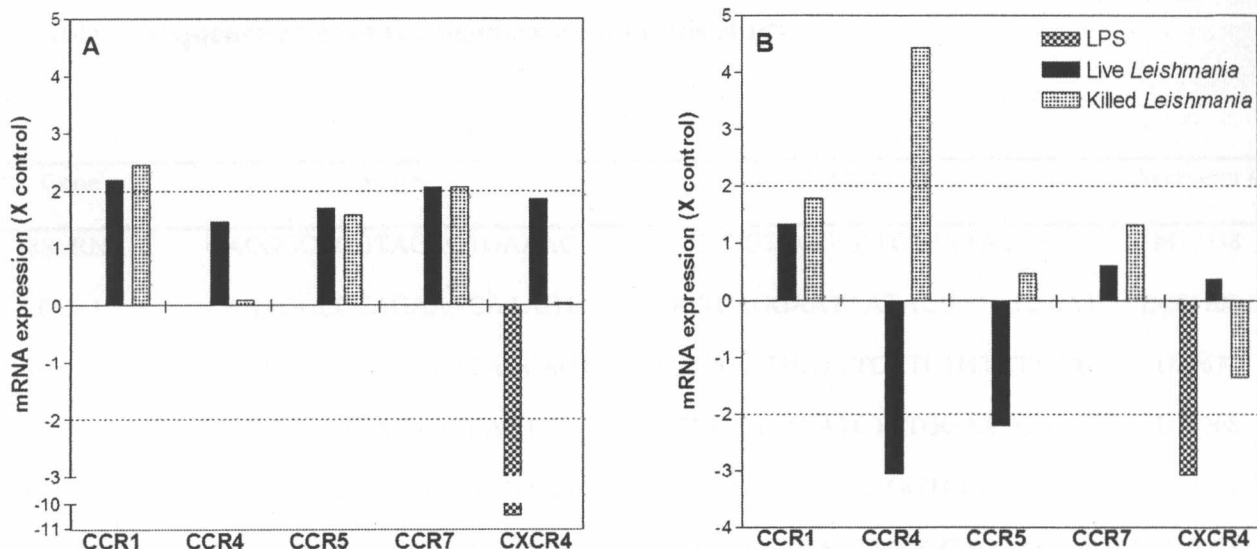 A
mRNA expression (X control)
5
4
3
2
1
0
-1
-2
-3
-10
-11
CCR1 CCR4 CCR5 CCR7 CXCR4
B
LPS
Live Leishmania
Killed Leishmania
mRNA expression (X control)
5
4
3
2
1
0
-1
-2
-3
-4
CCR1 CCR4 CCR5 CCR7 CXCR4